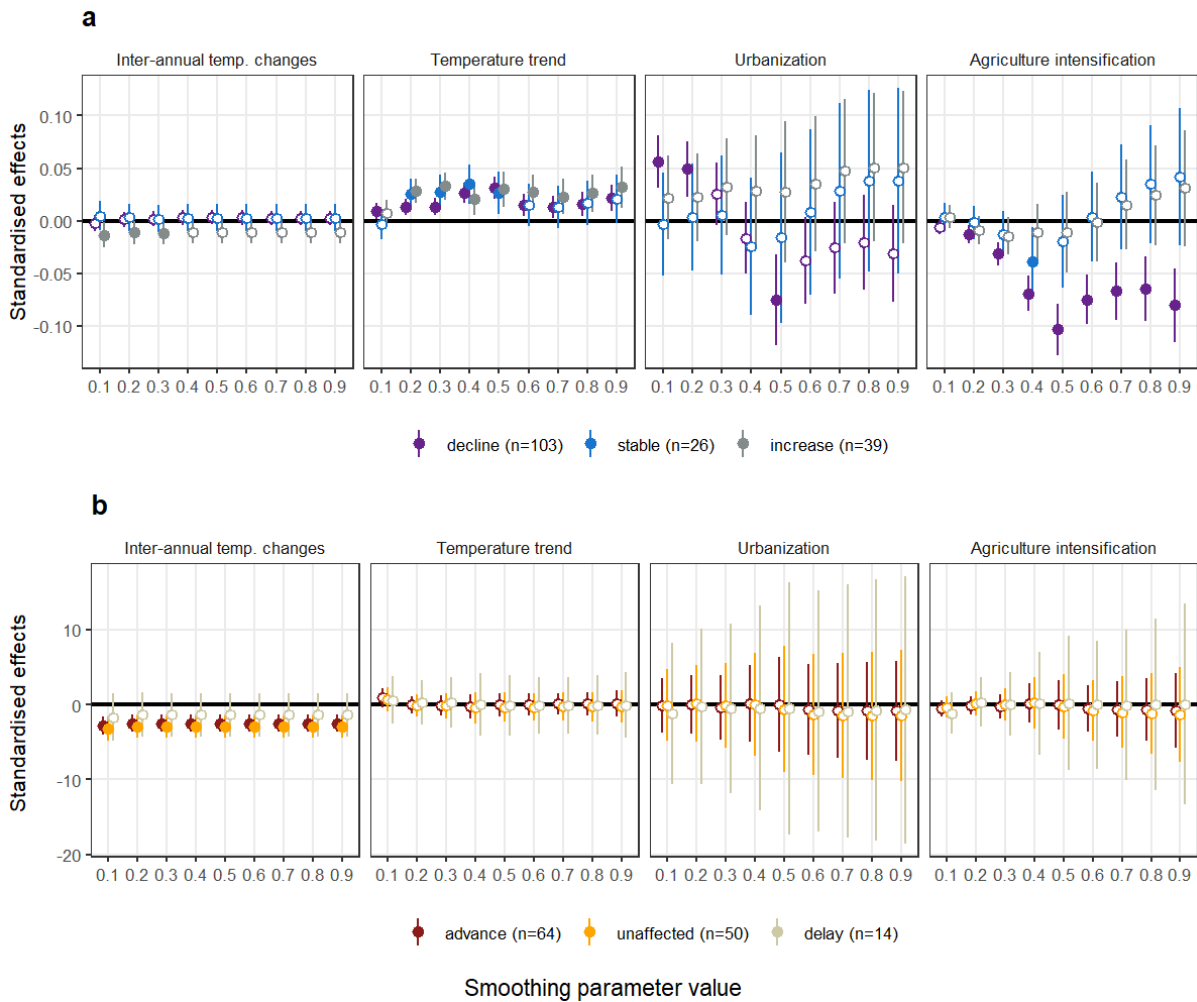 a
Inter-annual temp. changes Temperature trend Urbanization Agriculture intensification
Standardised effects
0.10
0.05
0.00
-0.05
-0.10
0.1 0.2 0.3 0.4 0.5 0.6 0.7 0.8 0.9 0.1 0.2 0.3 0.4 0.5 0.6 0.7 0.8 0.9 0.1 0.2 0.3 0.4 0.5 0.6 0.7 0.8 0.9 0.1 0.2 0.3 0.4 0.5 0.6 0.7 0.8 0.9
decline (n=103) stable (n=26) increase (n=39)
b
Inter-annual temp. changes Temperature trend Urbanization Agriculture intensification
Standardised effects
10
0
-10
-20
0.1 0.2 0.3 0.4 0.5 0.6 0.7 0.8 0.9 0.1 0.2 0.3 0.4 0.5 0.6 0.7 0.8 0.9 0.1 0.2 0.3 0.4 0.5 0.6 0.7 0.8 0.9 0.1 0.2 0.3 0.4 0.5 0.6 0.7 0.8 0.9
advance (n=64) unaffected (n=50) delay (n=14)
Smoothing parameter value